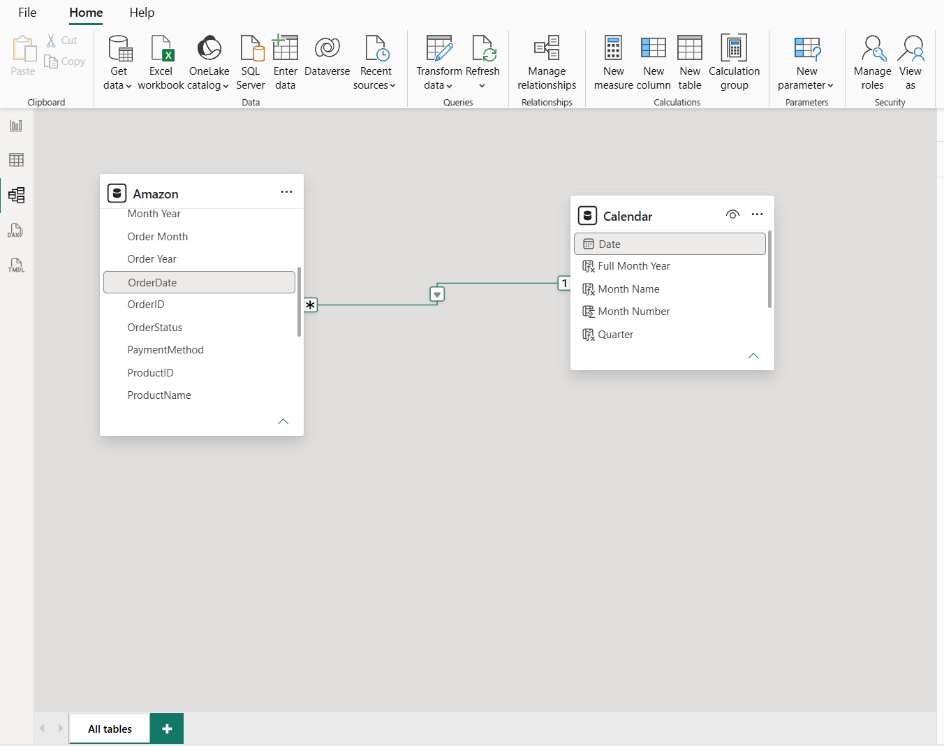 File Home Help
Paste
Cut
Copy
Clipboard
Get data
Excel workbook
OneLake catalog
SQL Server
Enter data
Dataverse
Recent sources
Data
Transform data
Refresh
Queries
Manage relationships
Relationships
New measure
New column
New table
Calculation group
Calculations
New parameter
Parameters
Manage roles
View as
Security
DAX
TMDL
Amazon
Month Year
Order Month
Order Year
OrderDate
OrderID
OrderStatus
PaymentMethod
ProductID
ProductName
*
1
Calendar
Date
Full Month Year
Month Name
Month Number
Quarter
All tables
+